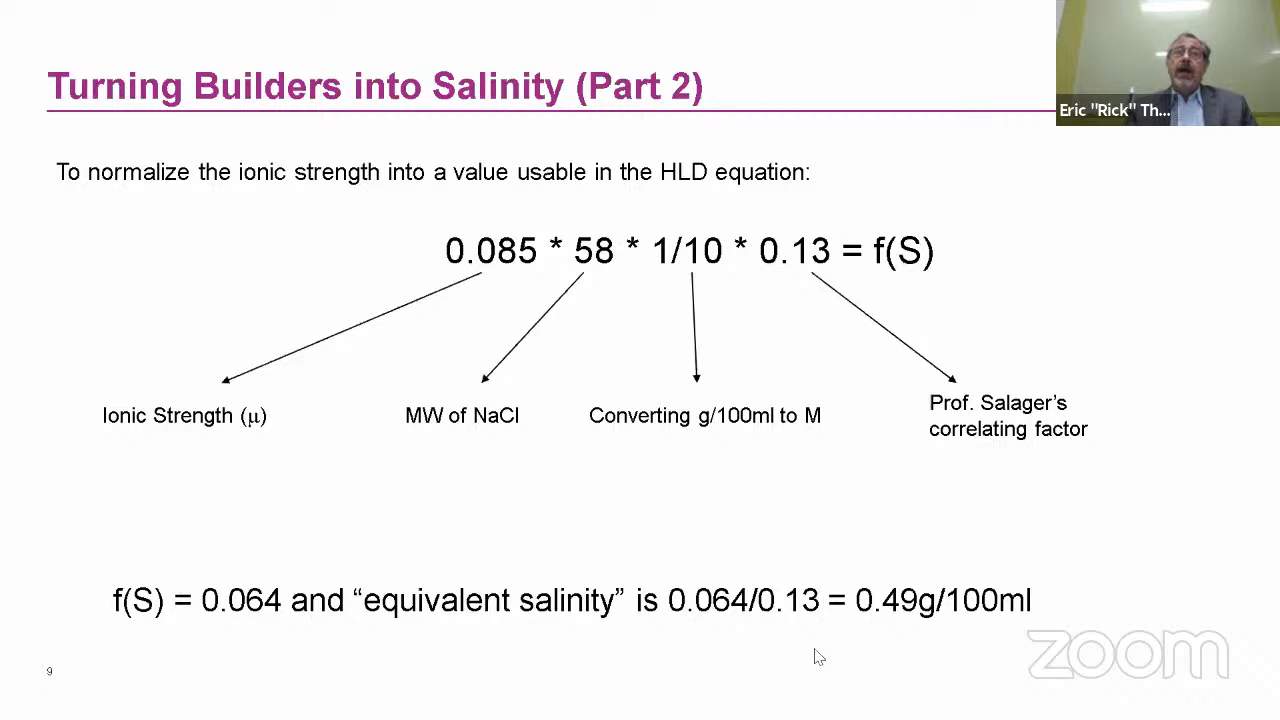 Turning Builders into Salinity (Part 2)
Eric "Rick" Th...
To normalize the ionic strength into a value usable in the HLD equation:
0.085 * 58 * 1/10 * 0.13 = f(S)
Ionic Strength (μ)
MW of NaCl
Converting g/100ml to M
Prof. Salager’s
correlating factor
f(S) = 0.064 and “equivalent salinity” is 0.064/0.13 = 0.49g/100ml
zoom
9